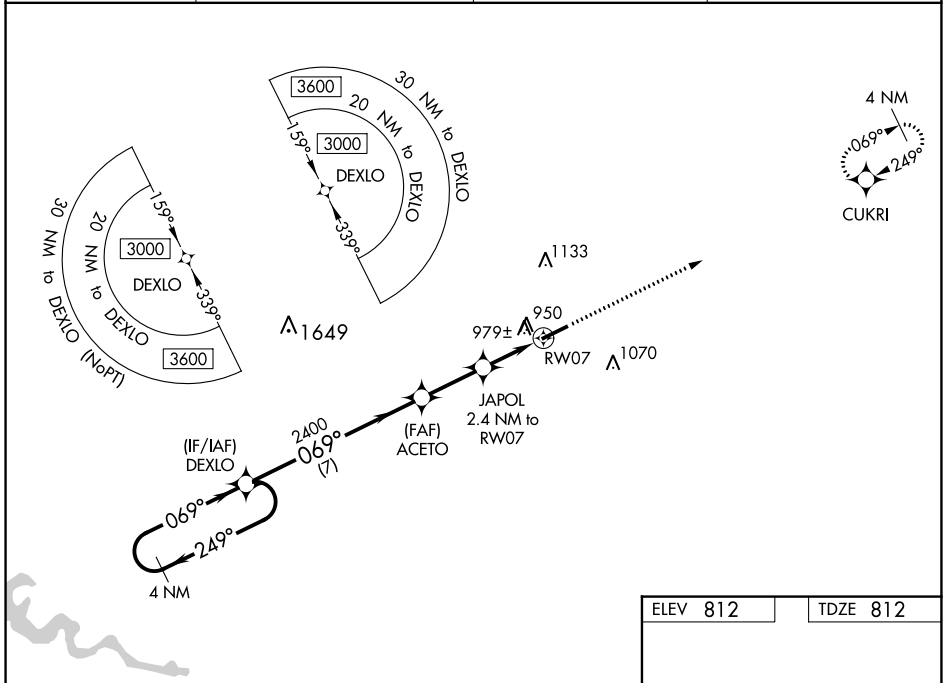 3600
30 NM to DEXLO
20 NM to DEXLO
3000
159°
DEXLO
339°
4 NM
069°
249°
CUKRI
159°
3000
DEXLO
339°
20 NM to DEXLO
30 NM to DEXLO (NoPT)
3600
1649
1133
950
979±
RW07
1070
JAPOL
2.4 NM to
RW07
(FAF)
ACETO
2400
069°
(7)
(IF/IAF)
DEXLO
069°
249°
4 NM
ELEV 812
TDZE 812